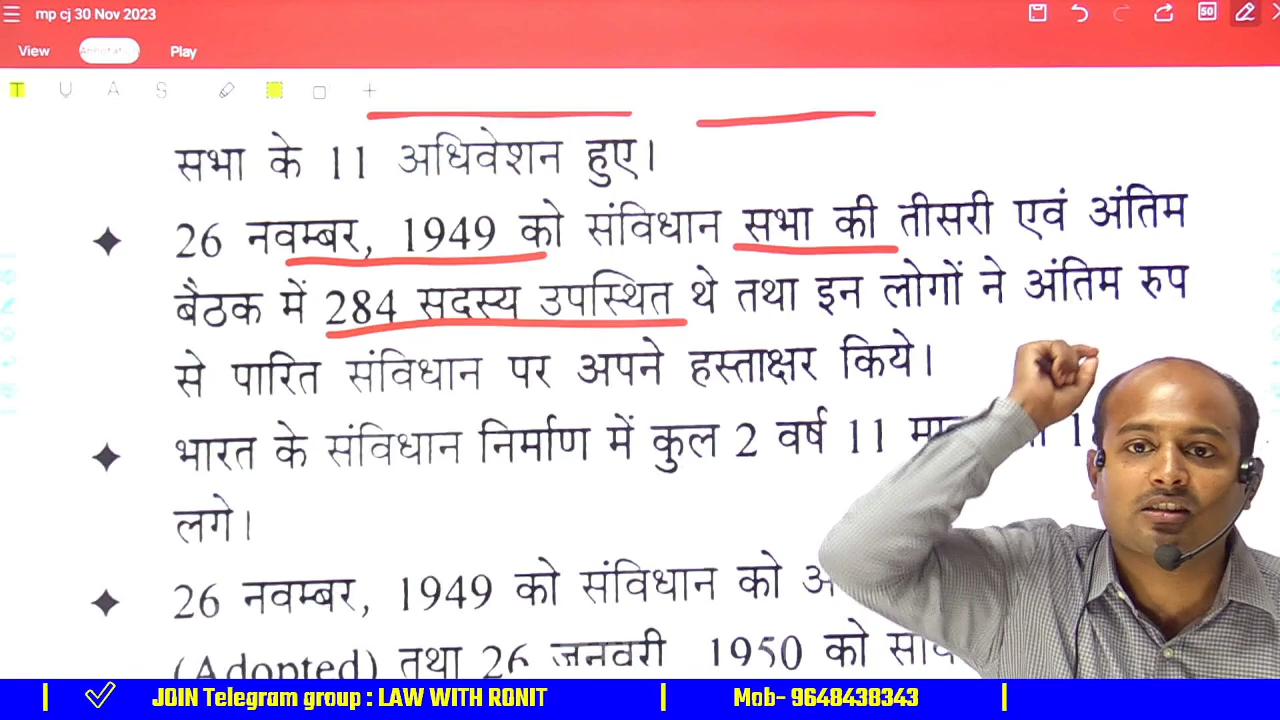 mp cj 30 Nov 2023
50
View Play
T U A S
सभा के 11 अधिवेशन हुए।
26 नवम्बर, 1949 को संविधान सभा की तीसरी एवं अंतिम
बैठक में 284 सदस्य उपस्थित थे तथा इन लोगों ने अंतिम रुप
से पारित संविधान पर अपने हस्ताक्षर किये।
भारत के संविधान निर्माण में कुल 2 वर्ष 11
लगे।
26 नवम्बर, 1949 को संविधान को
(Adopted) तथा 26 जनवरी 1950 को
JOIN Telegram group : LAW WITH RONIT Mob- 9648438343